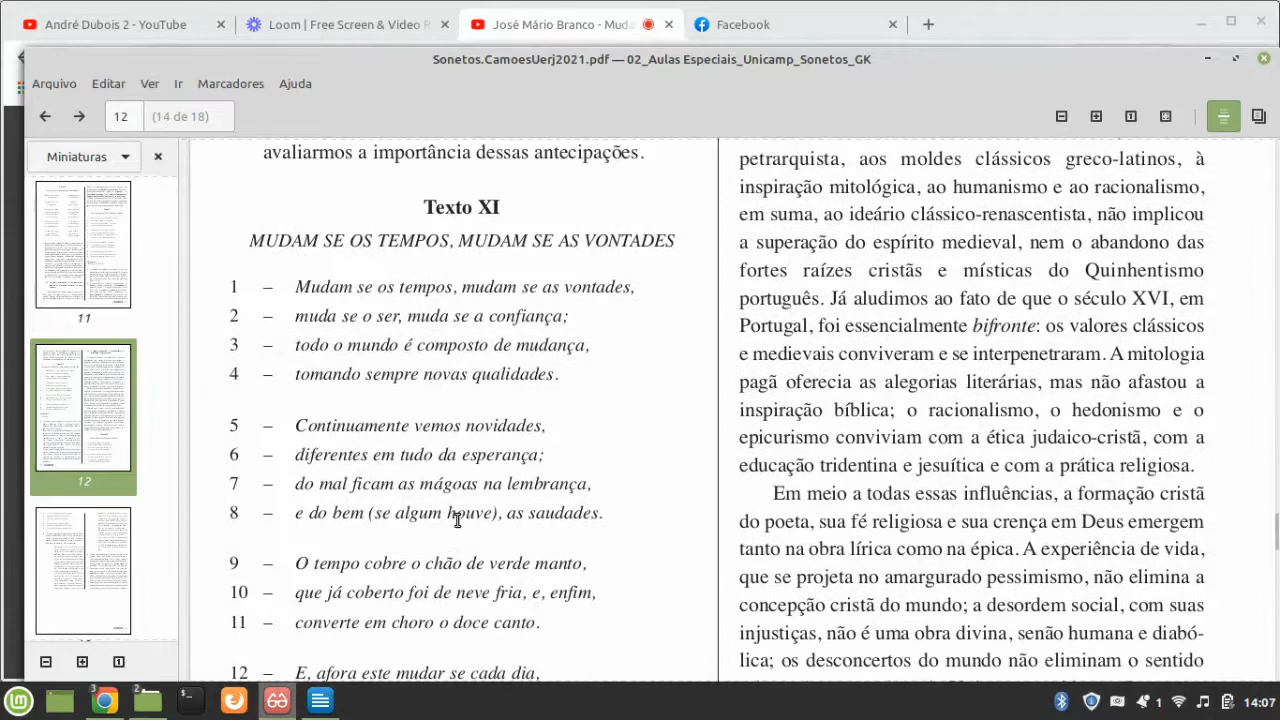 André Dubois 2 - YouTube
Loom | Free Screen & Video R
José Mário Branco - Muda
Facebook
Sonetos.CamoesUerj2021.pdf — 02_Aulas Especiais_Unicamp_Sonetos_GK
Arquivo Editar Ver Ir Marcadores Ajuda
12 (14 de 18)
Miniaturas
11
12
avaliarmos a importância dessas antecipações.
Texto XI
MUDAM SE OS TEMPOS, MUDAM SE AS VONTADES
1 – Mudam se os tempos, mudam se as vontades,
2 – muda se o ser, muda se a confiança;
3 – todo o mundo é composto de mudança,
4 – tomando sempre novas qualidades.
5 – Continuamente vemos novidades,
6 – diferentes em tudo da esperança;
7 – do mal ficam as mágoas na lembrança,
8 – e do bem (se algum houve), as saudades.
9 – O tempo cobre o chão de verde manto,
10 – que já coberto foi de neve fria, e, enfim,
11 – converte em choro o doce canto.
12 – E, afora este mudar se cada dia,
petrarquista, aos moldes clássicos greco-latinos, à
inspiração mitológica, ao humanismo e ao racionalismo,
em suma, ao ideário clássico-renascentista, não implicou
a superação do espírito medieval, nem o abandono das
fortes raízes cristãs e místicas do Quinhentismo
português. Já aludimos ao fato de que o século XVI, em
Portugal, foi essencialmente bifronte: os valores clássicos
e medievais conviveram e se interpenetraram. A mitologia
pagã oferecia as alegorias literárias, mas não afastou a
inspiração bíblica; o racionalismo, o hedonismo e o
epicurismo conviviam com a ética judaico-cristã, com a
educação tridentina e jesuítica e com a prática religiosa.
Em meio a todas essas influências, a formação cristã
do poeta, sua fé religiosa e sua crença em Deus emergem
tanto na obra lírica como na épica. A experiência de vida,
que se projeta no amargurado pessimismo, não elimina a
concepção cristã do mundo; a desordem social, com suas
injustiças, não é uma obra divina, senão humana e diabó-
lica; os desconcertos do mundo não eliminam o sentido
3
2
1
14:07